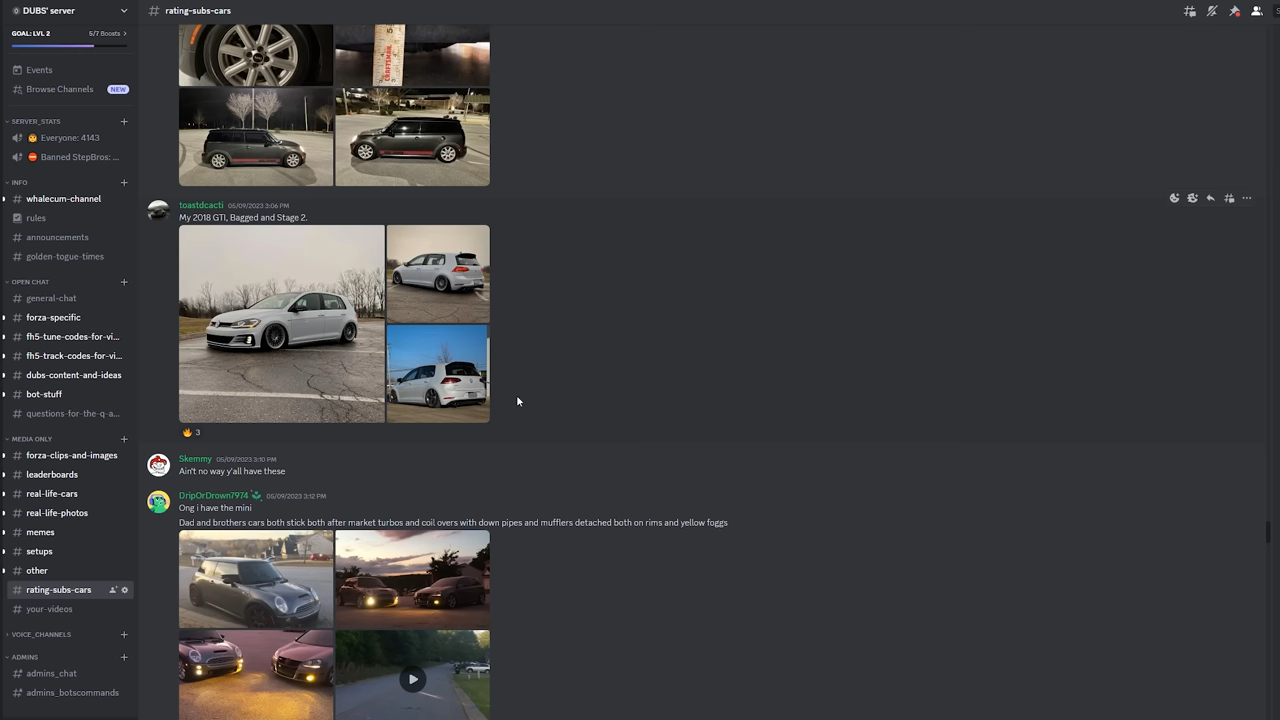 DUBS' server
rating-subs-cars
GOAL: LVL 2
6/7 Boosts
Events
Browse Channels
NEW
SERVER_STATS
Everyone: 4143
Banned StepBros: ...
INFO
whalecum-channel
rules
announcements
golden-togue-times
OPEN CHAT
general-chat
forza-specific
fh5-tune-codes-for-vi...
fh5-track-codes-for-vi...
dubs-content-and-ideas
bot-stuff
questions-for-the-q-a...
MEDIA ONLY
forza-clips-and-images
leaderboards
real-life-cars
real-life-photos
memes
setups
other
rating-subs-cars
your-videos
VOICE_CHANNELS
ADMINS
admins_chat
admins_botscommands
5
CRAFTSMAN
toastdcacti 05/09/2023 3:06 PM
My 2018 GTI, Bagged and Stage 2.
3
Skemmy 05/09/2023 3:10 PM
Ain't no way y'all have these
DripOrDrown7974 05/09/2023 3:12 PM
Ong i have the mini
Dad and brothers cars both stick both after market turbos and coil overs with down pipes and mufflers detached both on rims and yellow foggs